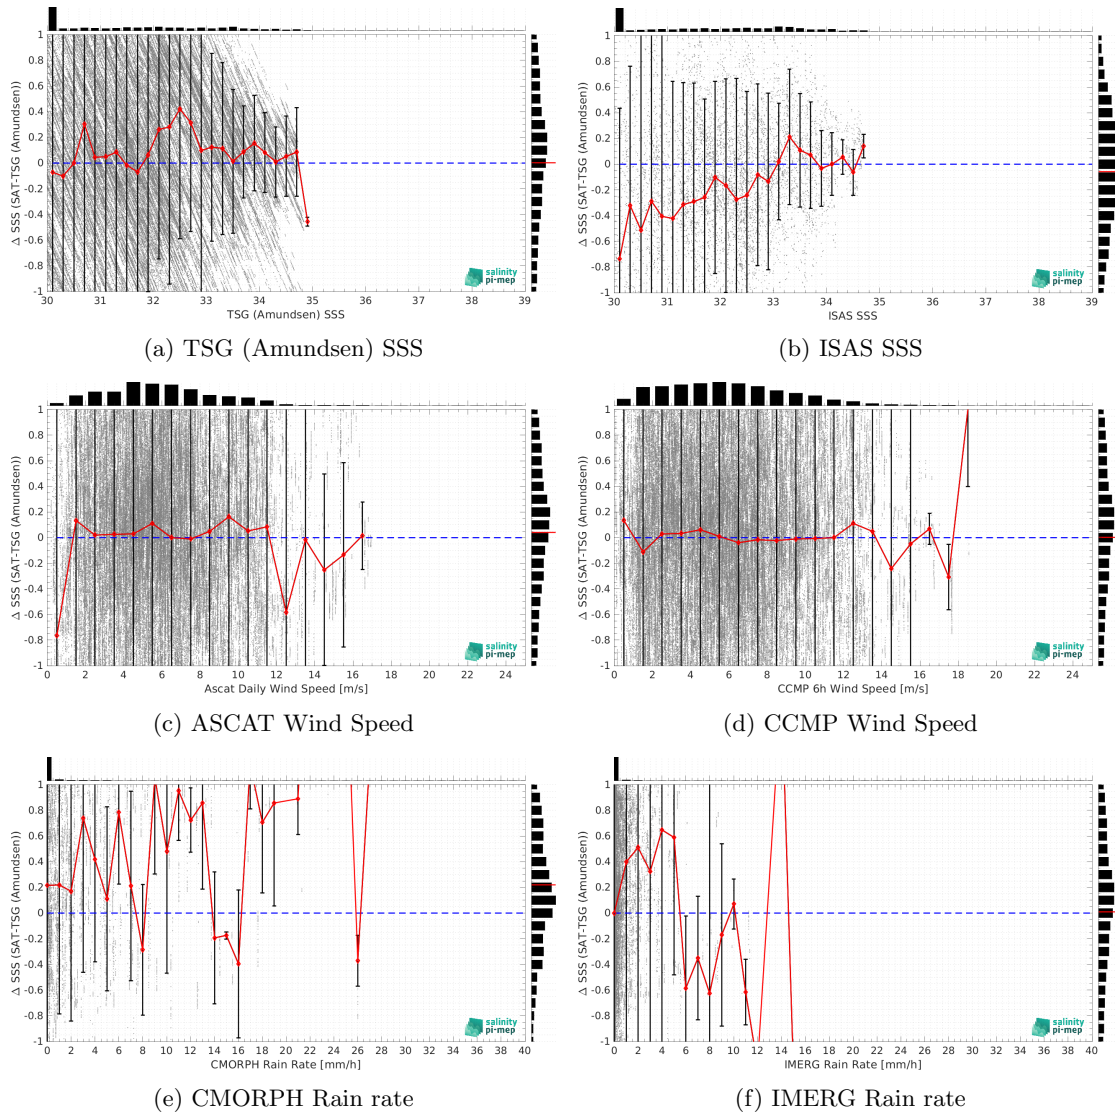 Δ SSS (SAT-TSG (Amundsen))
1
0.8
0.6
0.4
0.2
0
-0.2
-0.4
-0.6
-0.8
-1
30 31 32 33 34 35 36 37 38 39
TSG (Amundsen) SSS
salinity
pi-mep
(a) TSG (Amundsen) SSS
Δ SSS (SAT-TSG (Amundsen))
1
0.8
0.6
0.4
0.2
0
-0.2
-0.4
-0.6
-0.8
-1
30 31 32 33 34 35 36 37 38 39
ISAS SSS
salinity
pi-mep
(b) ISAS SSS
Δ SSS (SAT-TSG (Amundsen))
1
0.8
0.6
0.4
0.2
0
-0.2
-0.4
-0.6
-0.8
-1
0 2 4 6 8 10 12 14 16 18 20 22 24
Ascat Daily Wind Speed [m/s]
salinity
pi-mep
(c) ASCAT Wind Speed
Δ SSS (SAT-TSG (Amundsen))
1
0.8
0.6
0.4
0.2
0
-0.2
-0.4
-0.6
-0.8
-1
0 2 4 6 8 10 12 14 16 18 20 22 24
CCMP 6h Wind Speed [m/s]
salinity
pi-mep
(d) CCMP Wind Speed
Δ SSS (SAT-TSG (Amundsen))
1
0.8
0.6
0.4
0.2
0
-0.2
-0.4
-0.6
-0.8
-1
0 2 4 6 8 10 12 14 16 18 20 22 24 26 28 30 32 34 36 38 40
CMORPH Rain Rate [mm/h]
salinity
pi-mep
(e) CMORPH Rain rate
Δ SSS (SAT-TSG (Amundsen))
1
0.8
0.6
0.4
0.2
0
-0.2
-0.4
-0.6
-0.8
-1
0 2 4 6 8 10 12 14 16 18 20 22 24 26 28 30 32 34 36 38 40
IMERG Rain Rate [mm/h]
salinity
pi-mep
(f) IMERG Rain rate